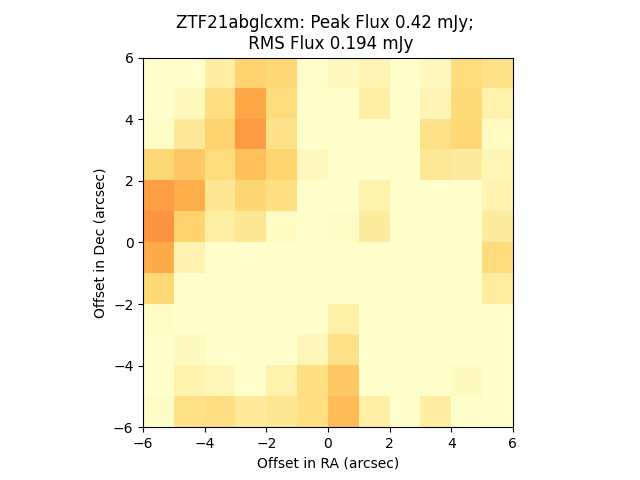 ZTF21abglcxm: Peak Flux 0.42 mJy;
RMS Flux 0.194 mJy
6
4
2
0
−2
−4
−6
Offset in Dec (arcsec)
−6 −4 −2 0 2 4 6
Offset in RA (arcsec)